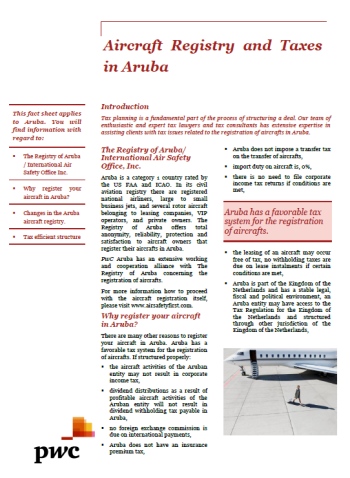 Aircraft Registry and Taxes
in Aruba
This fact sheet applies
to Aruba. You will
find information with
regard to:
• The Registry of Aruba
/ International Air
Safety Office Inc.
• Why register your
aircraft in Aruba?
• Changes in the Aruba
aircraft registry.
• Tax efficient structure
Introduction
Tax planning is a fundamental part of the process of structuring a deal. Our team of
enthusiastic and expert tax lawyers and tax consultants has extensive expertise in
assisting clients with tax issues related to the registration of aircrafts in Aruba.
The Registry of Aruba/
International Air Safety
Office, Inc.
Aruba is a category 1 country rated by
the US FAA and ICAO. In its civil
aviation registry there are registered
national airliners, large to small
business jets, and several rotor aircraft
belonging to leasing companies, VIP
operators, and private owners. The
Registry of Aruba offers total
anonymity, reliability, protection and
satisfaction to aircraft owners that
register their aircrafts in Aruba.
PwC Aruba has an extensive working
and cooperation alliance with The
Registry of Aruba concerning the
registration of aircrafts.
For more information how to proceed
with the aircraft registration itself,
please visit www.airsafetyfirst.com.
Why register your aircraft
in Aruba?
There are many other reasons to register
your aircraft in Aruba. Aruba has a
favorable tax system for the registration
of aircrafts. If structured properly:
• the aircraft activities of the Aruban
entity may not result in corporate
income tax,
• dividend distributions as a result of
profitable aircraft activities of the
Aruban entity will not result in
dividend withholding tax payable in
Aruba,
• no foreign exchange commission is
due on international payments,
• Aruba does not have an insurance
premium tax,
• Aruba does not impose a transfer tax
on the transfer of aircrafts,
• import duty on aircraft is, 0%,
• there is no need to file corporate
income tax returns if conditions are
met,
Aruba has a favorable tax
system for the registration
of aircrafts.
• the leasing of an aircraft may occur
free of tax, no withholding taxes are
due on lease instalments if certain
conditions are met,
• Aruba is part of the Kingdom of the
Netherlands and has a stable legal,
fiscal and political environment, an
Aruba entity may have access to the
Tax Regulation for the Kingdom of
the Netherlands and structured
through other jurisdiction of the
Kingdom of the Netherlands,
pwc